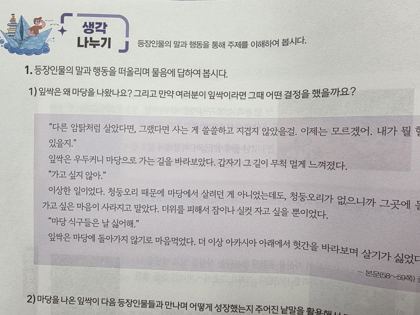 생각
나누기
등장인물의 말과 행동을 통해 주제를 이해하여 봅시다.
1. 등장인물의 말과 행동을 떠올리며 물음에 답하여 봅시다.
1) 잎싹은 왜 마당을 나왔나요? 그리고 만약 여러분이 잎싹이라면 그때 어떤 결정을 했을까요?
"다른 암탉처럼 살았다면, 그랬다면 사는 게 쓸쓸하고 지겹지 않았을걸. 이제는 모르겠어. 내가 뭘 할
있을지."
잎싹은 우두커니 마당으로 가는 길을 바라보았다. 갑자기 그 길이 무척 멀게 느껴졌다.
"가고 싶지 않아."
이상한 일이었다. 청둥오리 때문에 마당에서 살려던 게 아니었는데도, 청둥오리가 없으니까 그곳에 돌
가고 싶은 마음이 사라지고 말았다. 더위를 피해서 잠이나 실컷 자고 싶을 뿐이었다.
"마당 식구들은 날 싫어해."
잎싹은 마당에 돌아가지 않기로 마음먹었다. 더 이상 아카시아 아래에서 헛간을 바라보며 살기가 싫었다
- 본문(58~59쪽)
2) 마당을 나온 잎싹이 다음 등장인물들과 만나며 어떻게 성장했는지 주어진 낱말을 활용해서